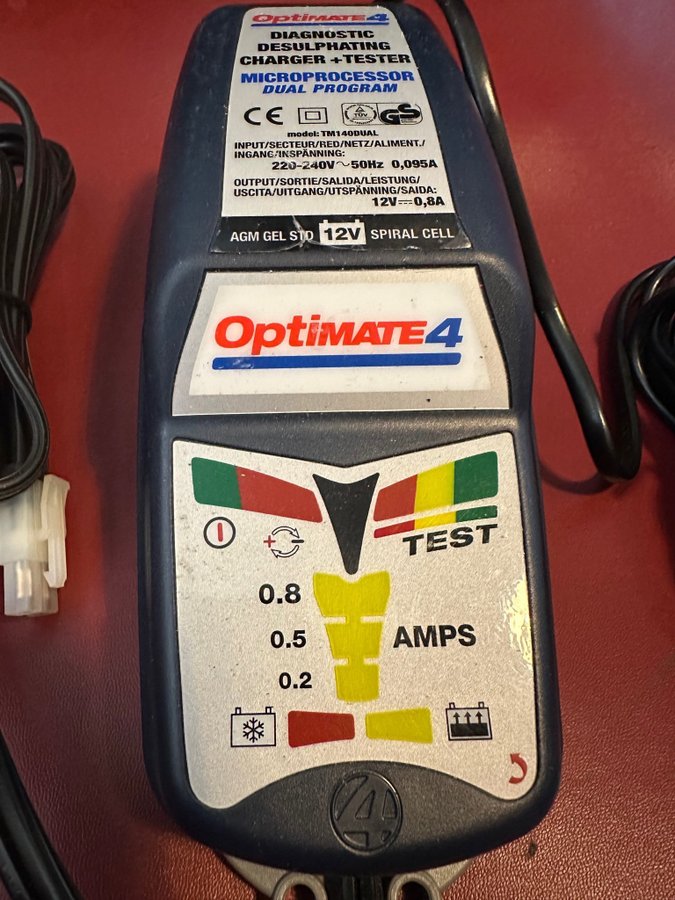 OptiMATE4
DIAGNOSTIC
DESULPHATING
CHARGER +TESTER
MICROPROCESSOR
DUAL PROGRAM
CE TÜV GS
model: TM140DUAL
INPUT/SECTEUR/RED/NETZ/ALIMENT./
INGANG/INSPÄNNING:
220-240V~50Hz 0,095A
OUTPUT/SORTIE/SALIDA/LEISTUNG/
USCITA/UITGANG/UTSPÄNNING/SAIDA:
12V⎓0,8A
AGM GEL STD 12V SPIRAL CELL
OptiMATE4
TEST
0.8
0.5 AMPS
0.2
4